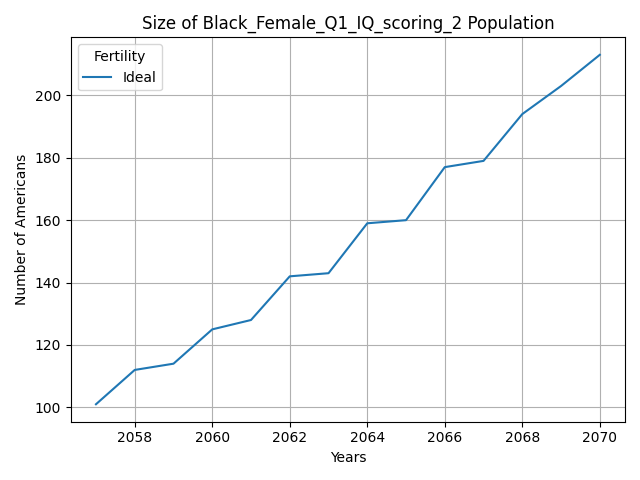 Size of Black_Female_Q1_IQ_scoring_2 Population
Fertility
Ideal
Number of Americans
200
180
160
140
120
100
2058 2060 2062 2064 2066 2068 2070
Years